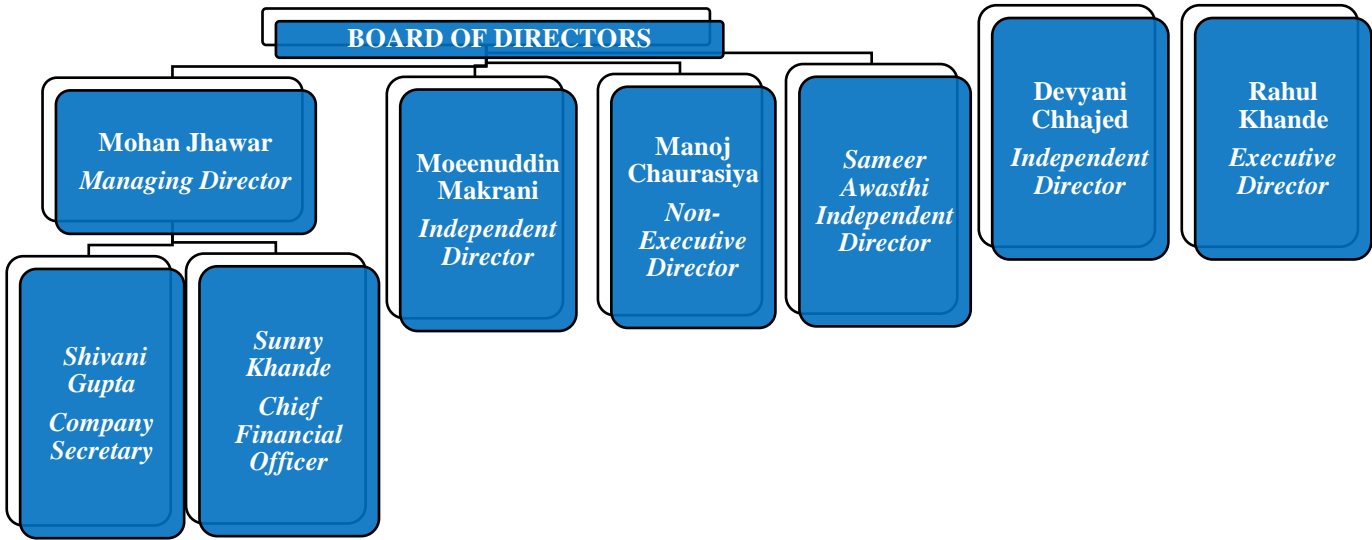 BOARD OF DIRECTORS
Mohan Jhawar
Managing Director
Moeenuddin
Makrani
Independent
Director
Manoj
Chaurasiya
Non-
Executive
Director
Sameer
Awasthi
Independent
Director
Devyani
Chhajed
Independent
Director
Rahul
Khande
Executive
Director
Shivani
Gupta
Company
Secretary
Sunny
Khande
Chief
Financial
Officer